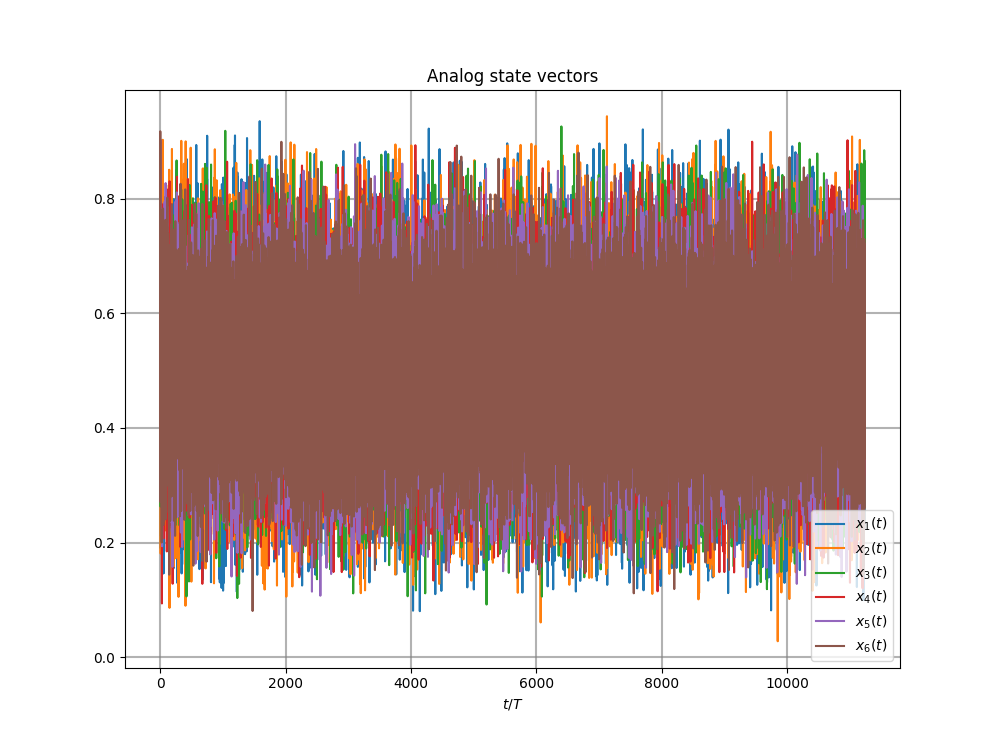 Analog state vectors
0.8
0.6
0.4
0.2
0.0
x₁(t)
x₂(t)
x₃(t)
x₄(t)
x₅(t)
x₆(t)
0 2000 4000 6000 8000 10000
t/T